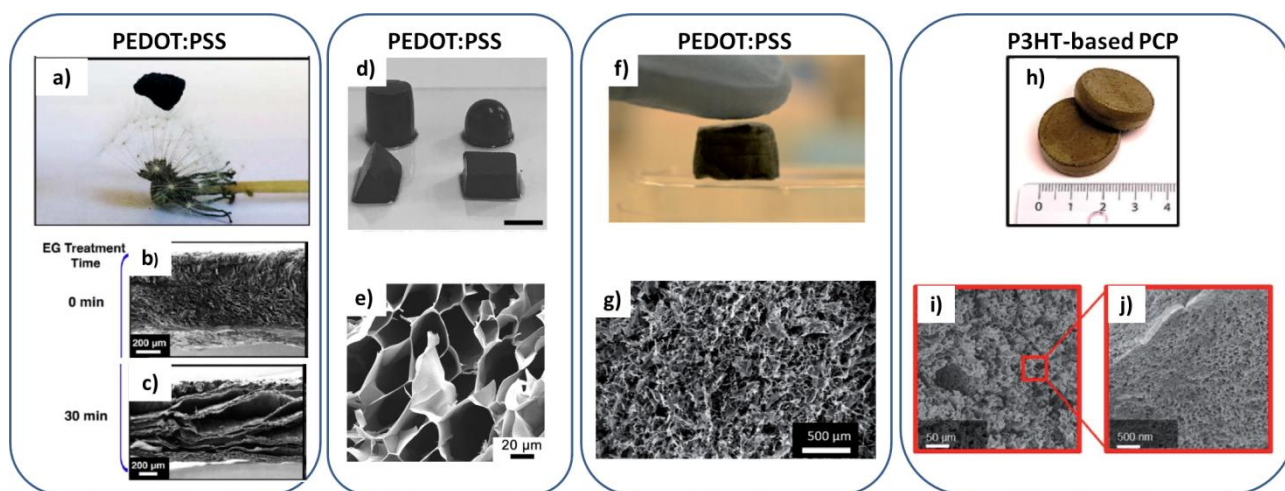 PEDOT:PSS
a)
EG Treatment
Time
b)
0 min
200 μm
c)
30 min
200 μm
PEDOT:PSS
d)
e)
20 μm
PEDOT:PSS
f)
g)
500 μm
P3HT-based PCP
h)
0 1 2 3 4
i)
50 μm
j)
500 nm